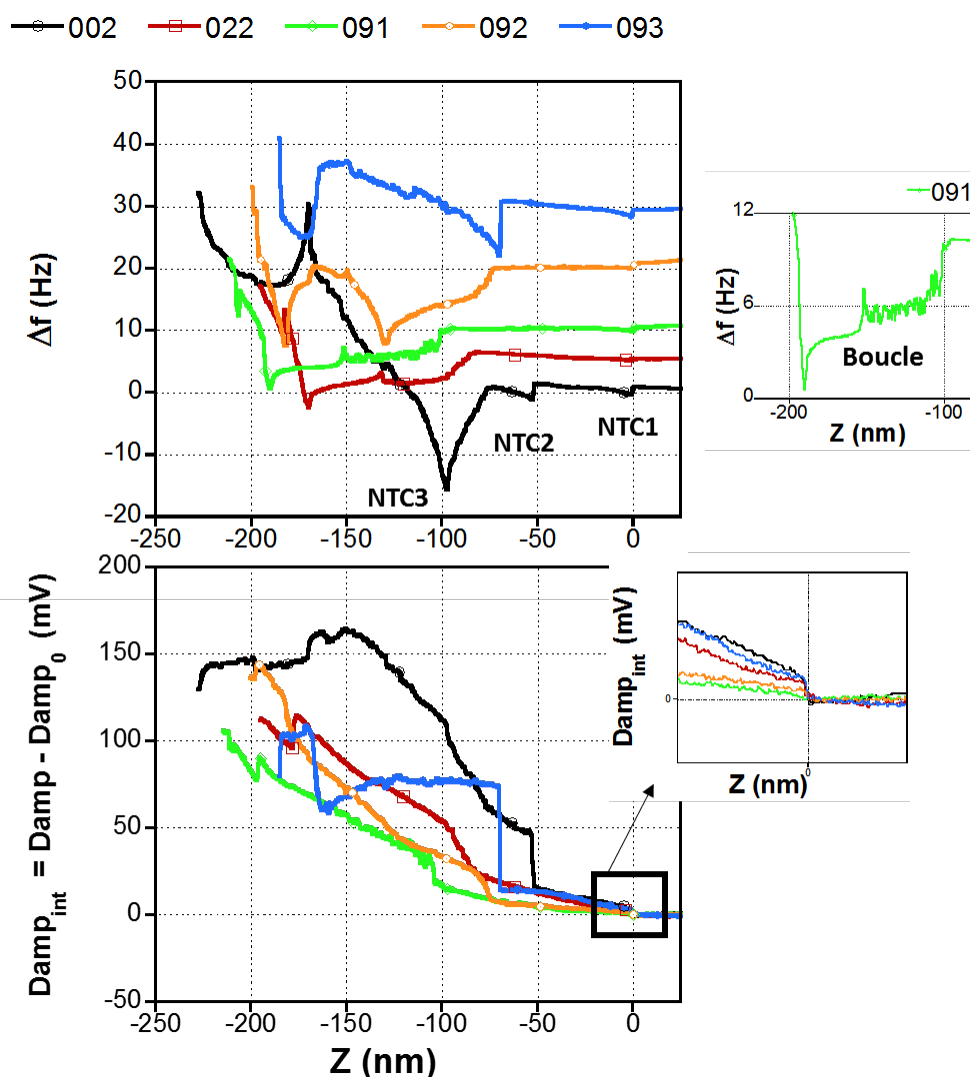 002 022 091 092 093
50
40
30
20
10
0
-10
-20
Δf (Hz)
NTC1
NTC2
NTC3
-250 -200 -150 -100 -50 0
091
12
6
0
Δf (Hz)
Boucle
-200 -100
Z (nm)
200
150
100
50
0
-50
Damp_int = Damp - Damp_0 (mV)
-250 -200 -150 -100 -50 0
Z (nm)
Damp_int (mV)
0
0
Z (nm)